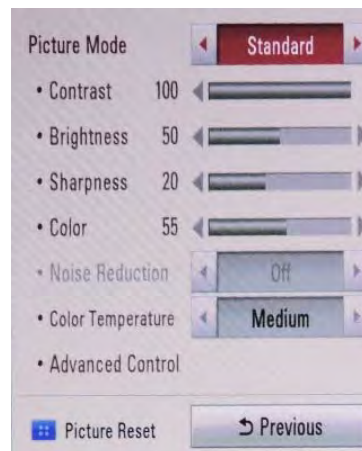 Picture Mode Standard
• Contrast 100
• Brightness 50
• Sharpness 20
• Color 55
• Noise Reduction Off
• Color Temperature Medium
• Advanced Control
Picture Reset Previous